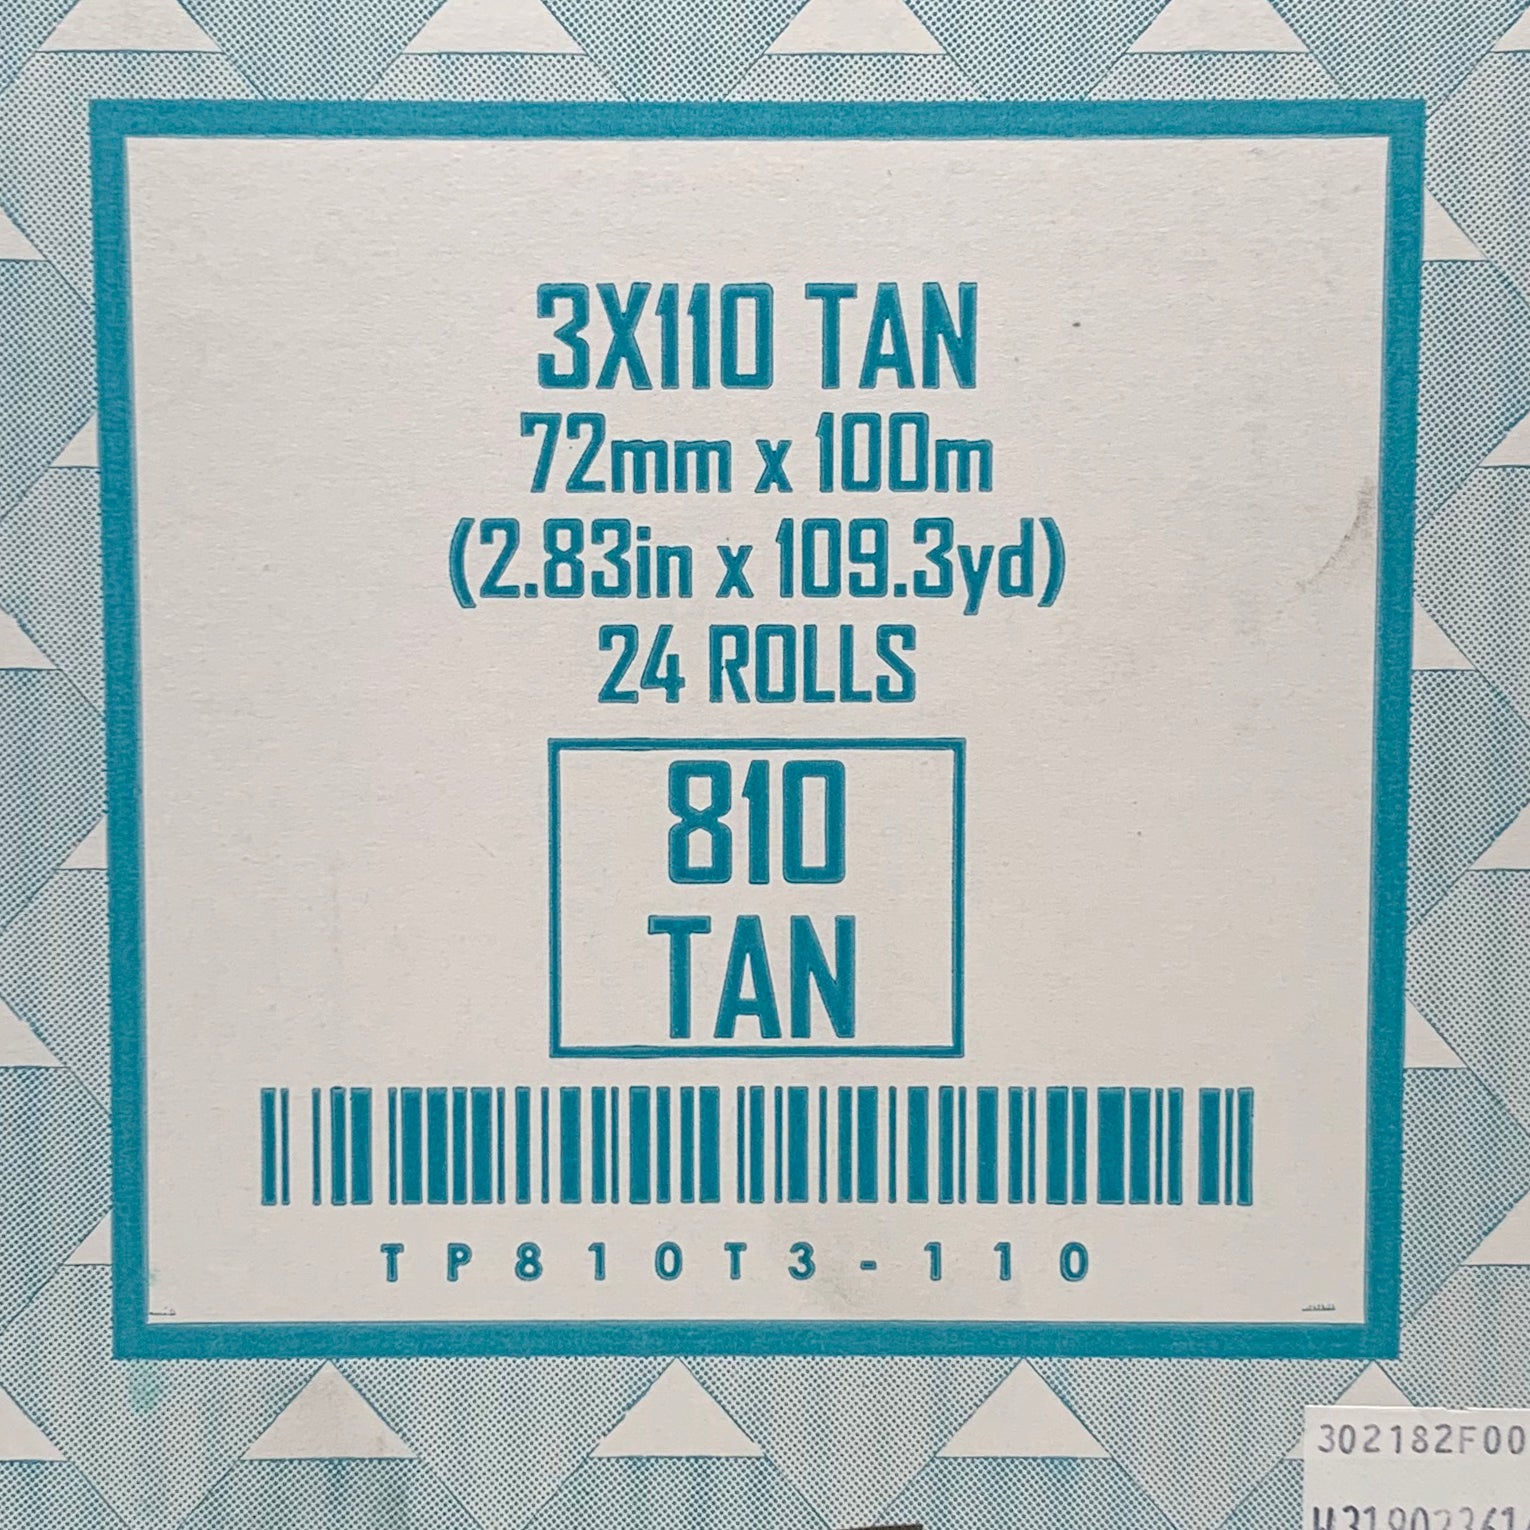 3X110 TAN
72mm x 100m
(2.83in x 109.3yd)
24 ROLLS
810
TAN
TP810T3-110
302182F00